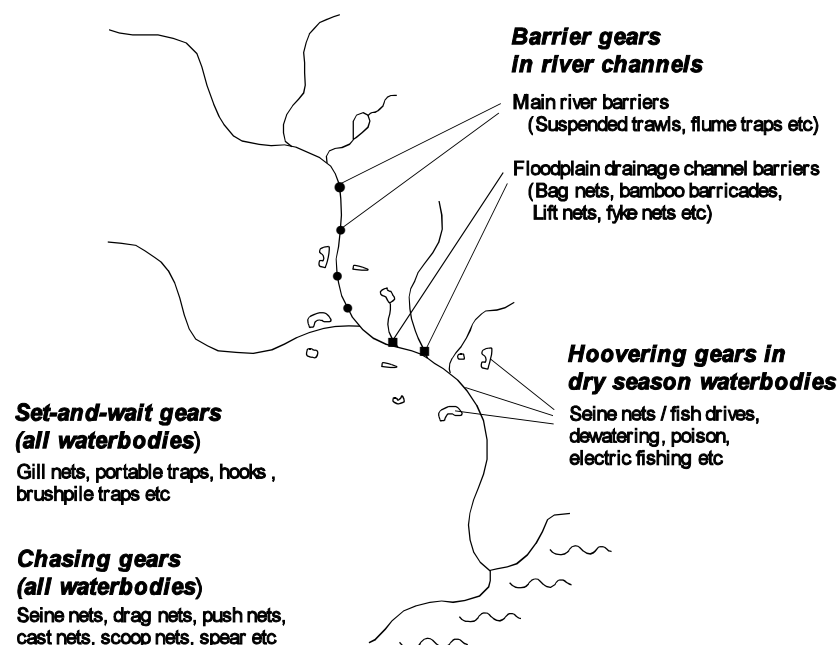 Barrier gears
in river channels
Main river barriers
(Suspended trawls, flume traps etc)
Floodplain drainage channel barriers
(Bag nets, bamboo barricades,
Lift nets, fyke nets etc)
Hoovering gears in
dry season waterbodies
Seine nets / fish drives,
dewatering, poison,
electric fishing etc
Set-and-wait gears
(all waterbodies)
Gill nets, portable traps, hooks ,
brushpile traps etc
Chasing gears
(all waterbodies)
Seine nets, drag nets, push nets,
cast nets, scoop nets, spear etc